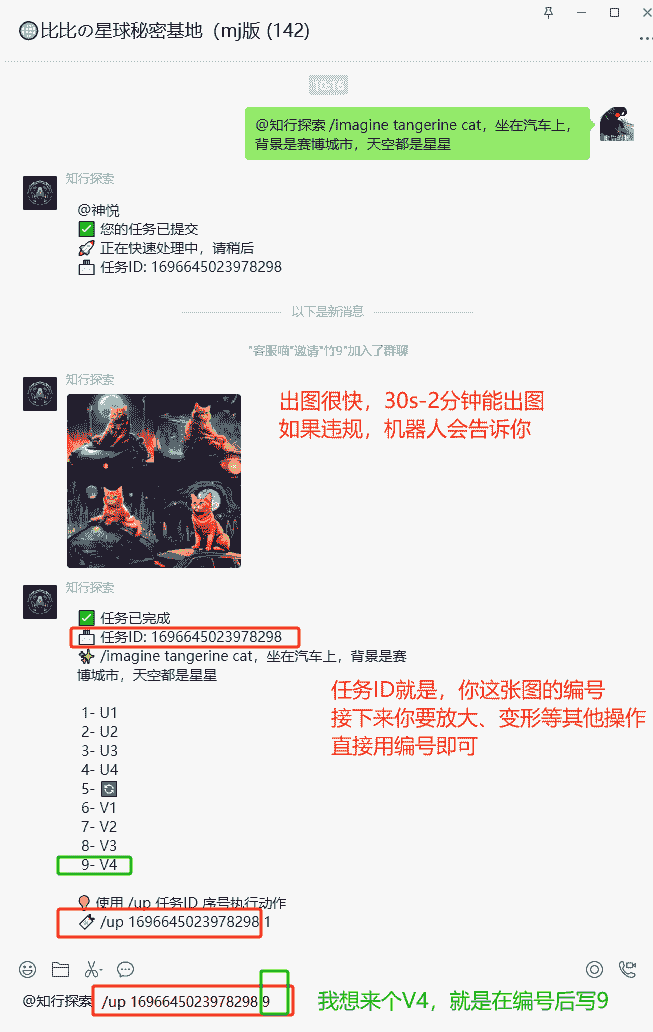 比比の星球秘密基地（mj版 (142)
16:16
@知行探索 /imagine tangerine cat，坐在汽车上，
背景是赛博城市，天空都是星星
知行探索
@神悦
您的任务已提交
正在快速处理中，请稍后
任务ID: 1696645023978298
以下是新消息
"客服喵"邀请"竹9"加入了群聊
知行探索
出图很快，30s-2分钟能出图
如果违规，机器人会告诉你
知行探索
任务已完成
任务ID: 1696645023978298
/imagine tangerine cat，坐在汽车上，背景是赛
博城市，天空都是星星
任务ID就是，你这张图的编号
接下来你要放大、变形等其他操作
直接用编号即可
1- U1
2- U2
3- U3
4- U4
5-
6- V1
7- V2
8- V3
9- V4
使用 /up 任务ID 序号执行动作
/up 1696645023978298 1
@知行探索 /up 1696645023978298 9
我想来个V4，就是在编号后写9